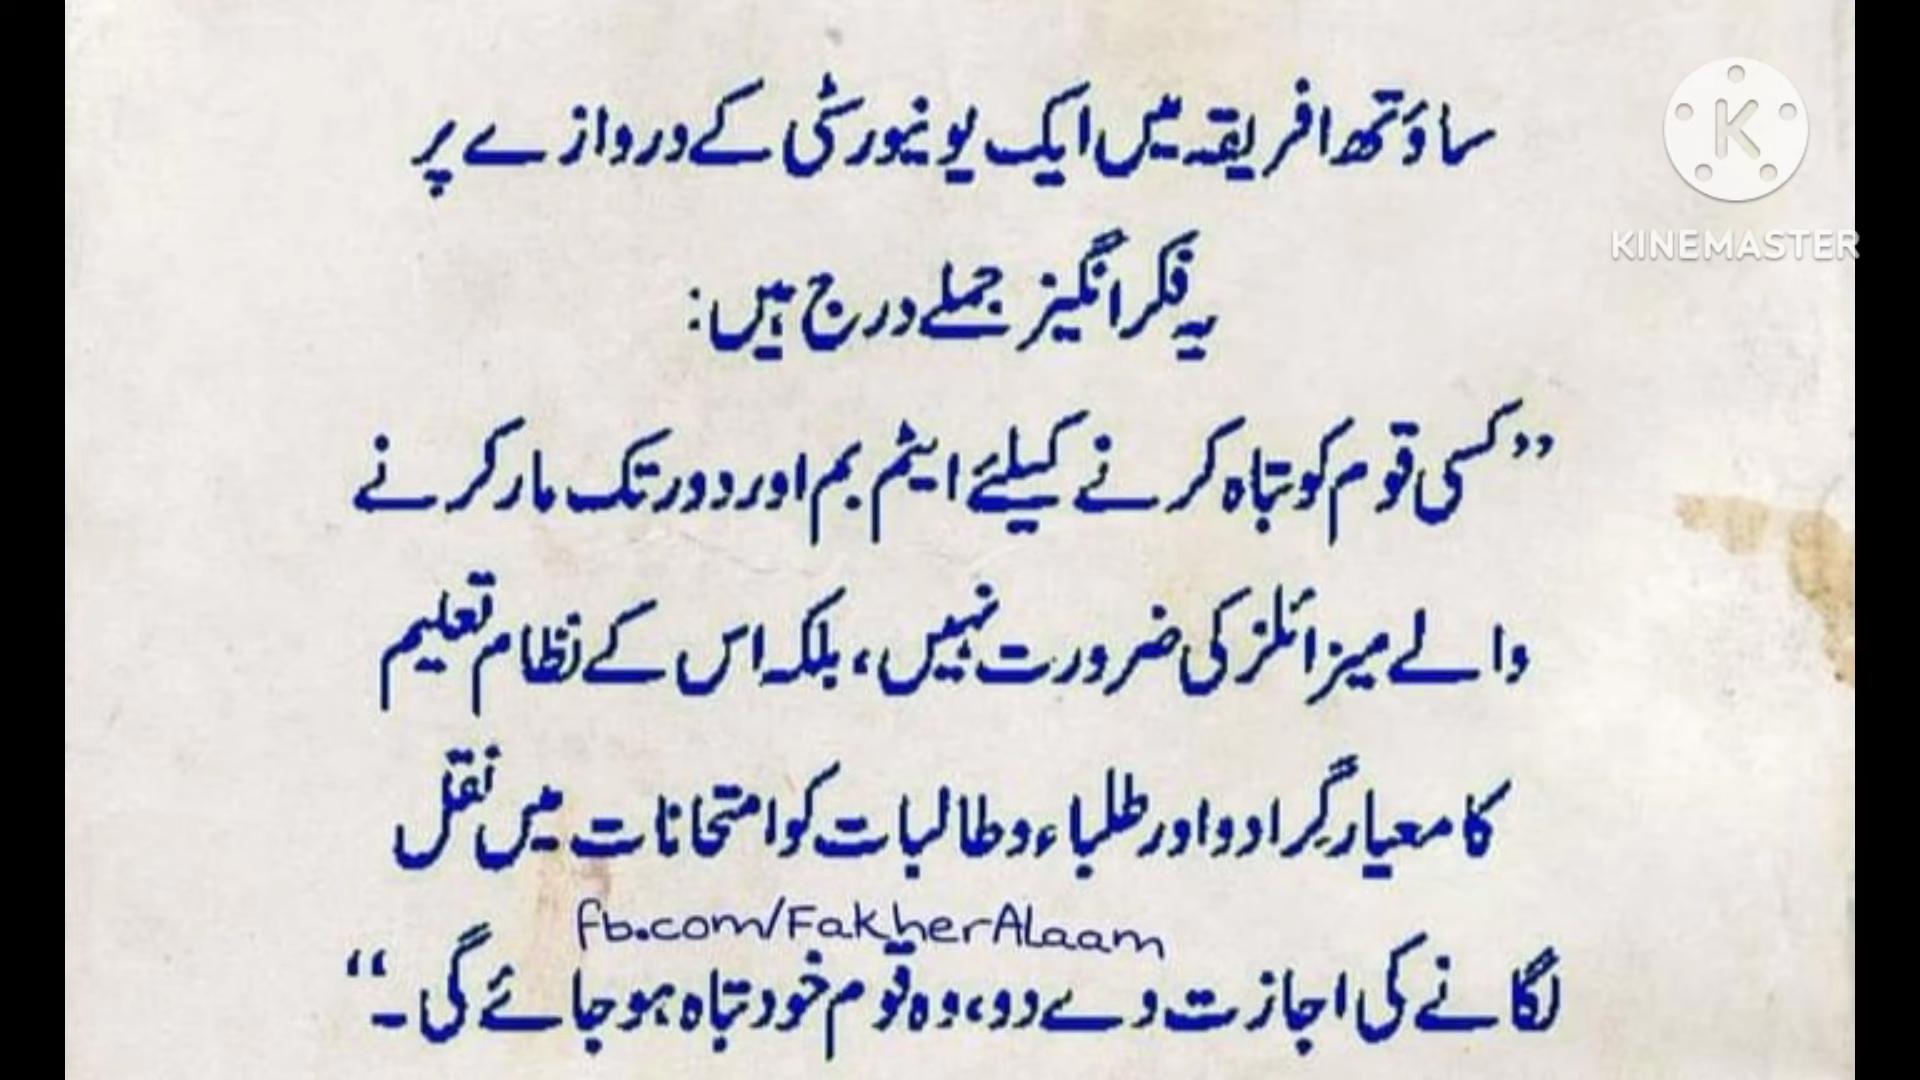 ساؤتھ افریقہ میں ایک یونیورسٹی کے دروازے پر
KINEMASTER
یہ فکر انگیز جملے درج ہیں:
’’کسی قوم کو تباہ کرنے کیلئے ایٹم بم اور دور تک مار کرنے
والے میزائلز کی ضرورت نہیں، بلکہ اس کے نظام تعلیم
کا معیار گِرا دو اور طلباء و طالبات کو امتحانات میں نقل
fb.com/FakherAlaam
لگانے کی اجازت دے دو، وہ قوم خود تباہ ہو جائے گی۔‘‘